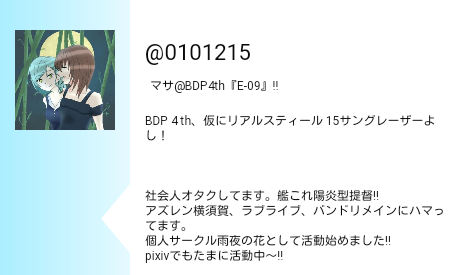 @0101215
マサ@BDP4th『E-09』!!
BDP ４th、仮にリアルスティール 15サングレーザーよ
し！
社会人オタクしてます。艦これ陽炎型提督!!
アズレン横須賀、ラブライブ、バンドリメインにハマっ
てます。
個人サークル雨夜の花として活動始めました!!
pixivでもたまに活動中〜!!